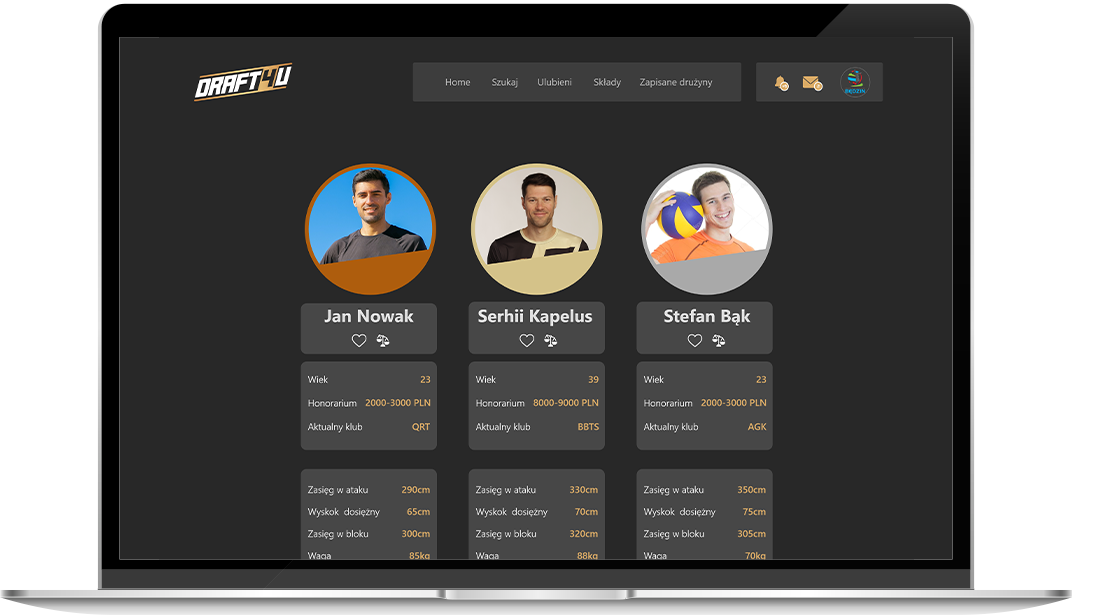 DRAFT4U
Home Szukaj Ulubieni Składy Zapisane drużyny
BĘDZIN
Jan Nowak Serhii Kapelus Stefan Bąk
Wiek 23 Wiek 39 Wiek 23
Honorarium 2000-3000 PLN Honorarium 8000-9000 PLN Honorarium 2000-3000 PLN
Aktualny klub QRT Aktualny klub BBTS Aktualny klub AGK
Zasięg w ataku 290cm Zasięg w ataku 330cm Zasięg w ataku 350cm
Wyskok dosiężny 65cm Wyskok dosiężny 70cm Wyskok dosiężny 75cm
Zasięg w bloku 300cm Zasięg w bloku 320cm Zasięg w bloku 305cm
Waga 85kg Waga 88kg Waga 70kg